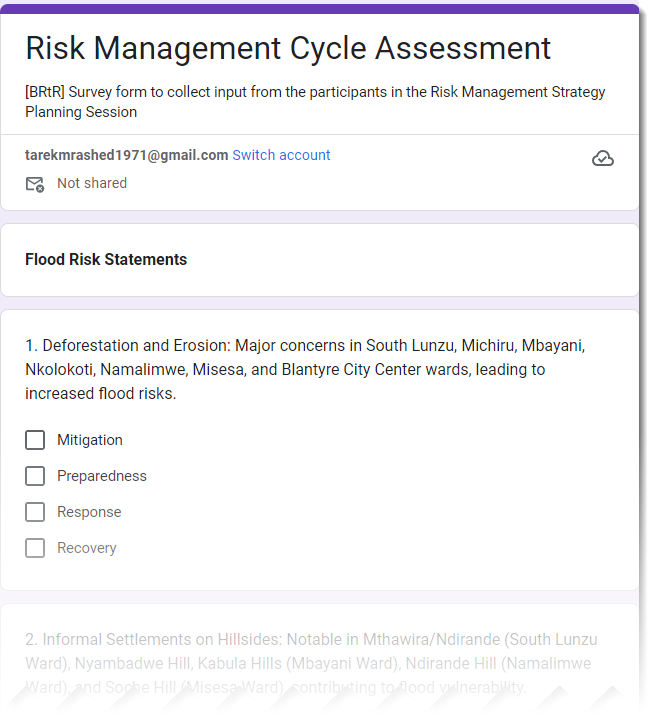 Risk Management Cycle Assessment
[BRtR] Survey form to collect input from the participants in the Risk Management Strategy
Planning Session
tarekmrashed1971@gmail.com Switch account
Not shared
Flood Risk Statements
1. Deforestation and Erosion: Major concerns in South Lunzu, Michiru, Mbayani,
Nkolokoti, Namalimwe, Misesa, and Blantyre City Center wards, leading to
increased flood risks.
Mitigation
Preparedness
Response
Recovery
2. Informal Settlements on Hillsides: Notable in Mthawira/Ndirande (South Lunzu
Ward), Nyambadwe Hill, Kabula Hills (Mbayani Ward), Ndirande Hill (Namalimwe
Ward), and Soche Hill (Misesa Ward), contributing to flood vulnerability.